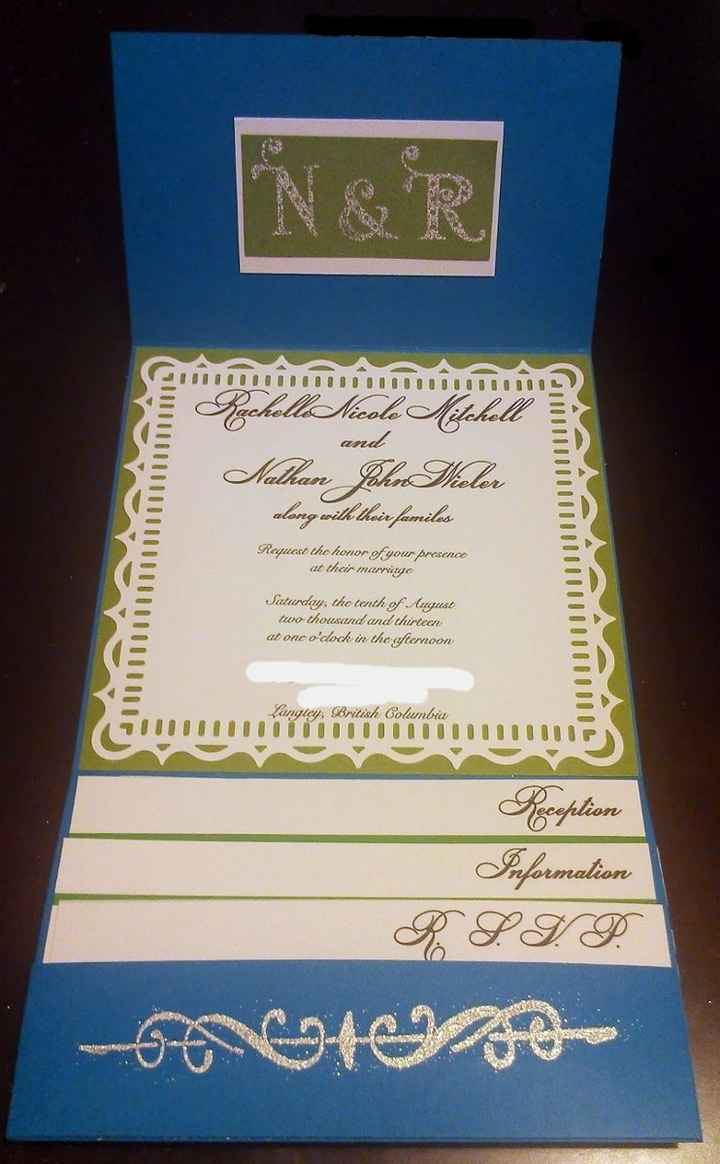 N & R
Rachelle Nicole Mitchell
and
Nathan John Wieler
along with their familes
Request the honor of your presence
at their marriage
Saturday, the tenth of August
two thousand and thirteen
at one o'clock in the afternoon
Langley, British Columbia
Reception
Information
R. S. V. P.